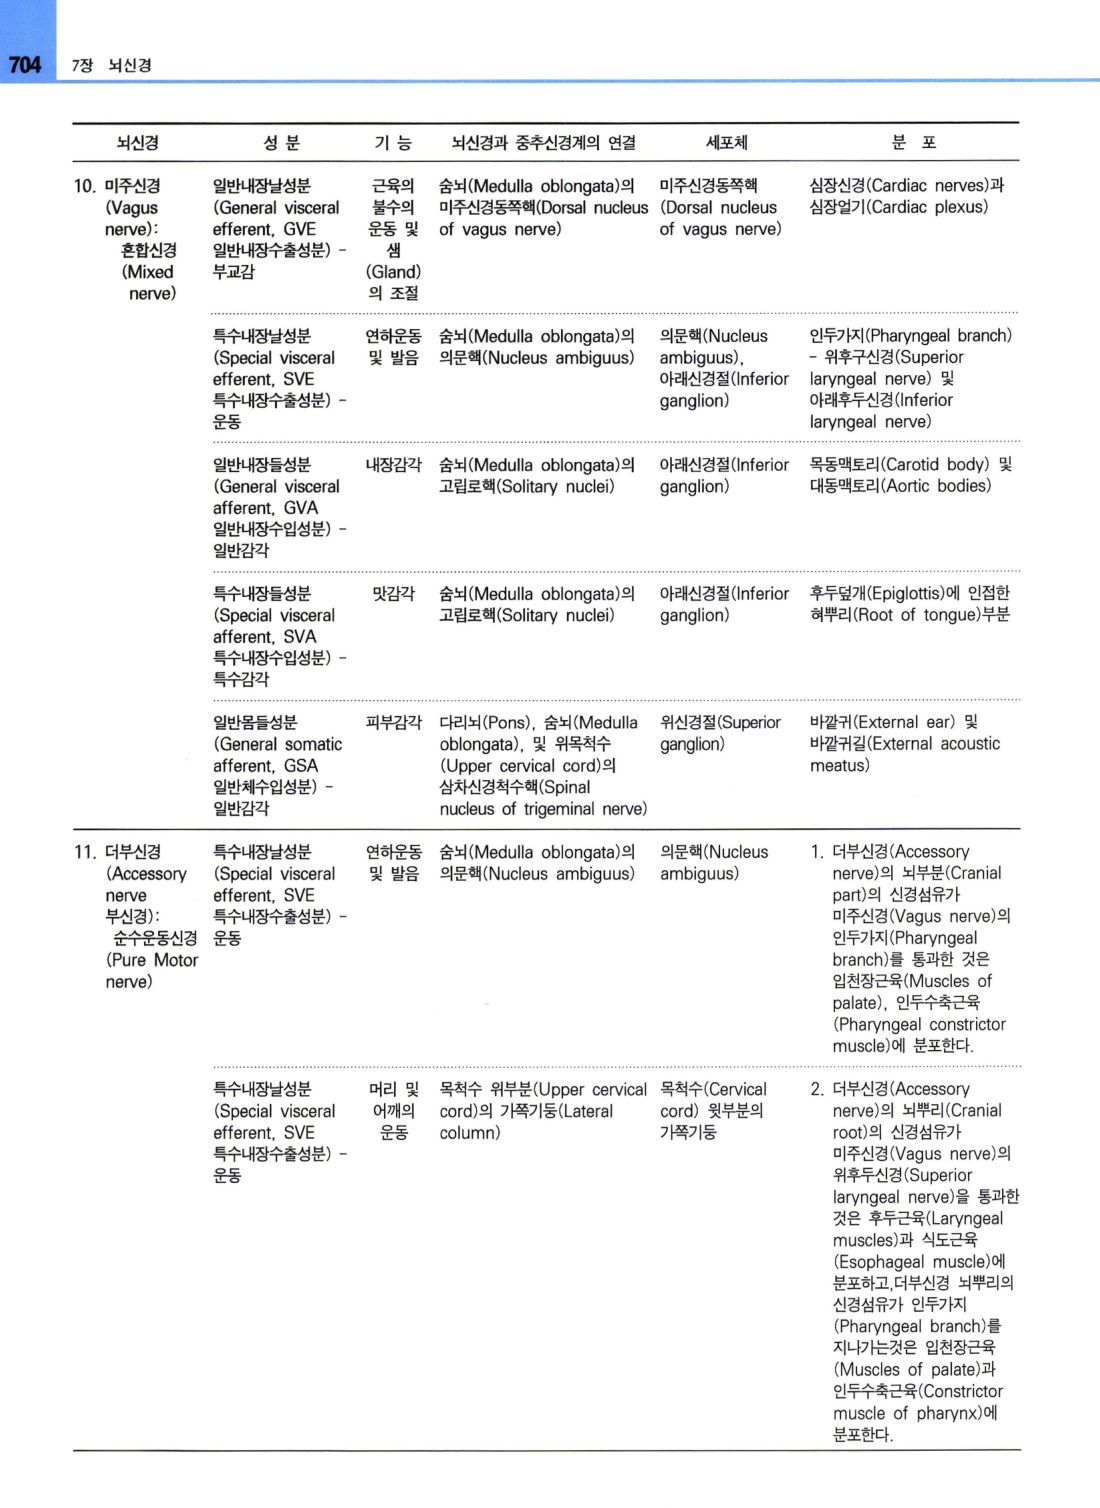 704 7장 뇌신경
뇌신경 성 분 기 능 뇌신경과 중추신경계의 연결 세포체 분 포
10. 미주신경 일반내장날성분 근육의 숨뇌(Medulla oblongata)의 미주신경동쪽핵 심장신경(Cardiac nerves)과
(Vagus (General visceral 불수의 미주신경동쪽핵(Dorsal nucleus (Dorsal nucleus 심장얼기(Cardiac plexus)
nerve): efferent, GVE 운동 및 of vagus nerve) of vagus nerve)
혼합신경 일반내장수출성분) - 샘
(Mixed 부교감 (Gland)
nerve) 의 조절
특수내장날성분 연하운동 숨뇌(Medulla oblongata)의 의문핵(Nucleus 인두가지(Pharyngeal branch)
(Special visceral 및 발음 의문핵(Nucleus ambiguus) ambiguus), - 위후구신경(Superior
efferent, SVE 아래신경절(Inferior laryngeal nerve) 및
특수내장수출성분) - ganglion) 아래후두신경(Inferior
운동 laryngeal nerve)
일반내장들성분 내장감각 숨뇌(Medulla oblongata)의 아래신경절(Inferior 목동맥토리(Carotid body) 및
(General visceral 고립로핵(Solitary nuclei) ganglion) 대동맥토리(Aortic bodies)
afferent, GVA
일반내장수입성분) -
일반감각
특수내장들성분 맛감각 숨뇌(Medulla oblongata)의 아래신경절(Inferior 후두덮개(Epiglottis)에 인접한
(Special visceral 고립로핵(Solitary nuclei) ganglion) 혀뿌리(Root of tongue)부분
afferent, SVA
특수내장수입성분) -
특수감각
일반몸들성분 피부감각 다리뇌(Pons), 숨뇌(Medulla 위신경절(Superior 바깥귀(External ear) 및
(General somatic oblongata), 및 위목척수 ganglion) 바깥귀길(External acoustic
afferent, GSA (Upper cervical cord)의 meatus)
일반체수입성분) - 삼차신경척수핵(Spinal
일반감각 nucleus of trigeminal nerve)
11. 더부신경 특수내장날성분 연하운동 숨뇌(Medulla oblongata)의 의문핵(Nucleus 1. 더부신경(Accessory
(Accessory (Special visceral 및 발음 의문핵(Nucleus ambiguus) ambiguus) nerve)의 뇌부분(Cranial
nerve efferent, SVE part)의 신경섬유가
부신경): 특수내장수출성분) - 미주신경(Vagus nerve)의
순수운동신경 운동 인두가지(Pharyngeal
(Pure Motor branch)를 통과한 것은
nerve) 입천장근육(Muscles of
palate), 인두수축근육
(Pharyngeal constrictor
muscle)에 분포한다.
특수내장날성분 머리 및 목척수 위부분(Upper cervical 목척수(Cervical 2. 더부신경(Accessory
(Special visceral 어깨의 cord)의 가쪽기둥(Lateral cord) 윗부분의 nerve)의 뇌뿌리(Cranial
efferent, SVE 운동 column) 가쪽기둥 root)의 신경섬유가
특수내장수출성분) - 미주신경(Vagus nerve)의
운동 위후두신경(Superior
laryngeal nerve)을 통과한
것은 후두근육(Laryngeal
muscles)과 식도근육
(Esophageal muscle)에
분포하고,더부신경 뇌뿌리의
신경섬유가 인두가지
(Pharyngeal branch)를
지나가는것은 입천장근육
(Muscles of palate)과
인두수축근육(Constrictor
muscle of pharynx)에
분포한다.